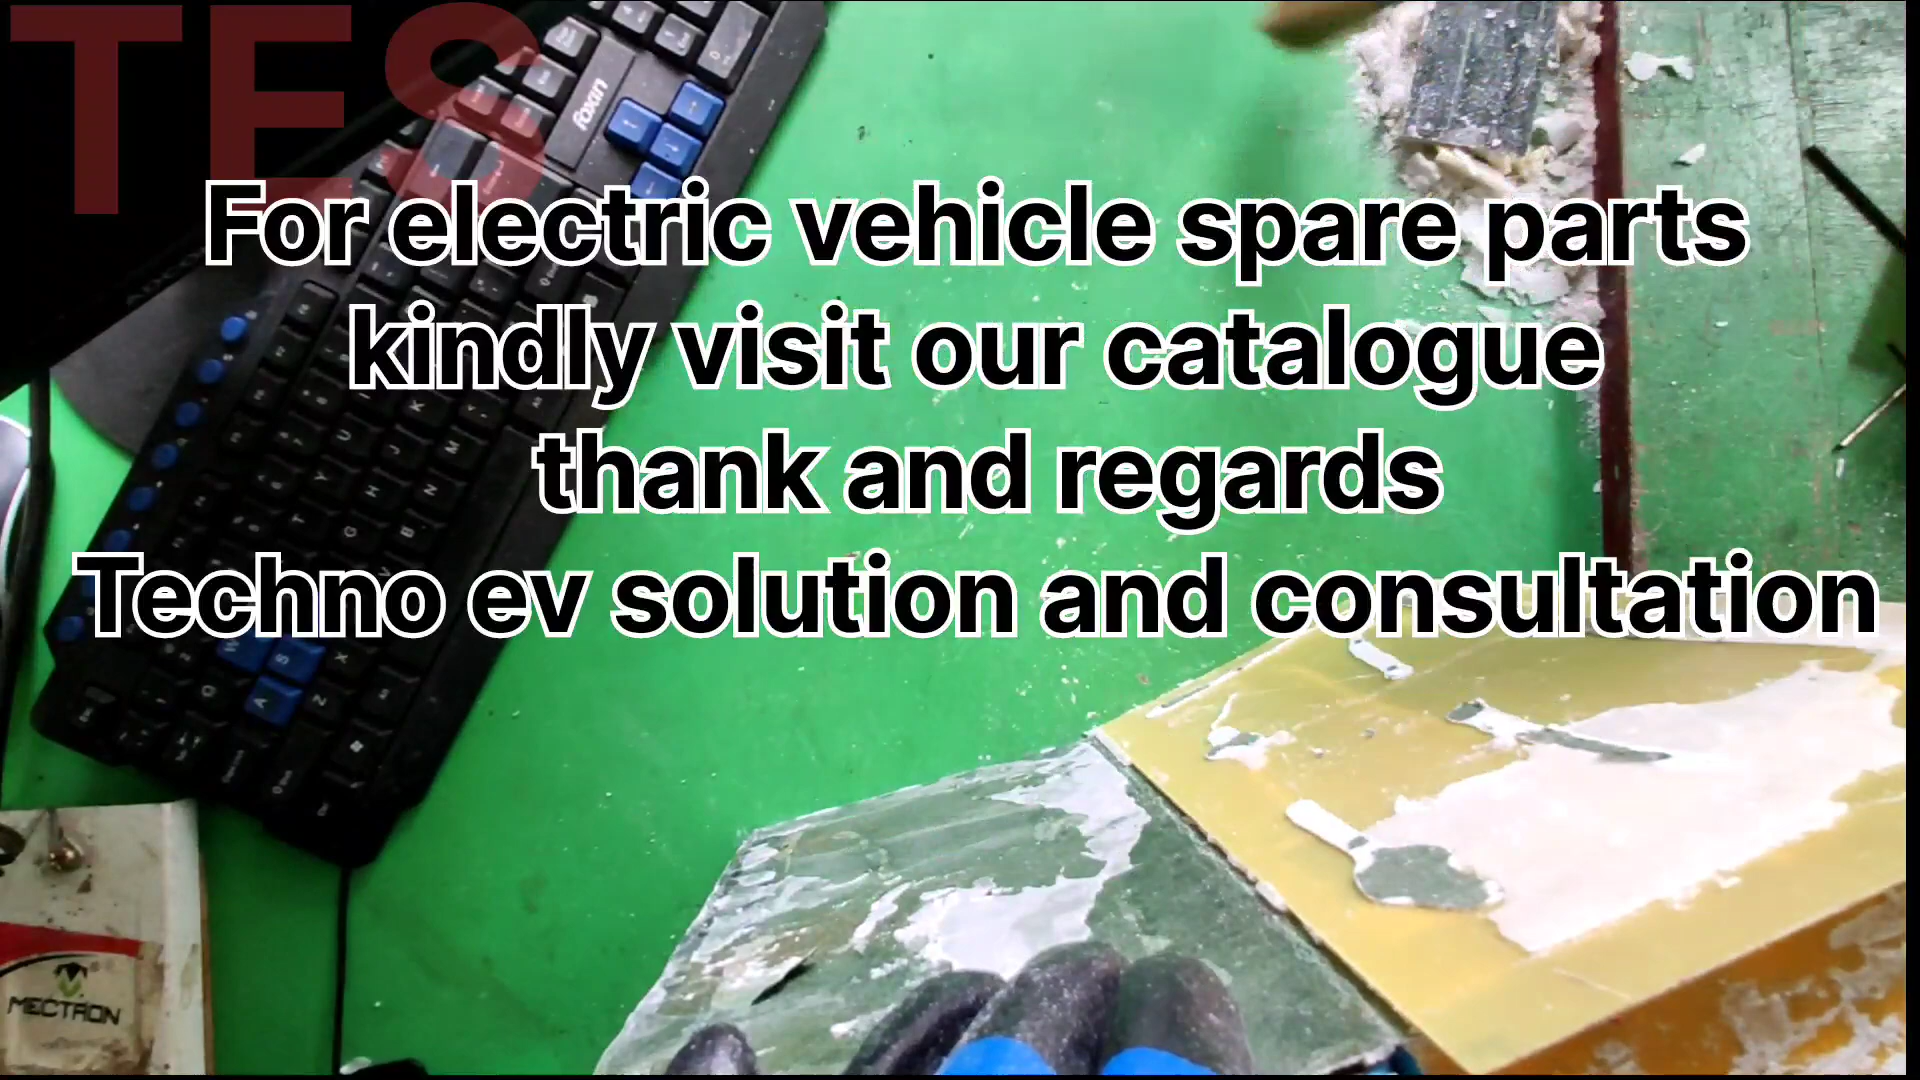 TES
foxin
For electric vehicle spare parts
kindly visit our catalogue
thank and regards
Techno ev solution and consultation
MECTRON